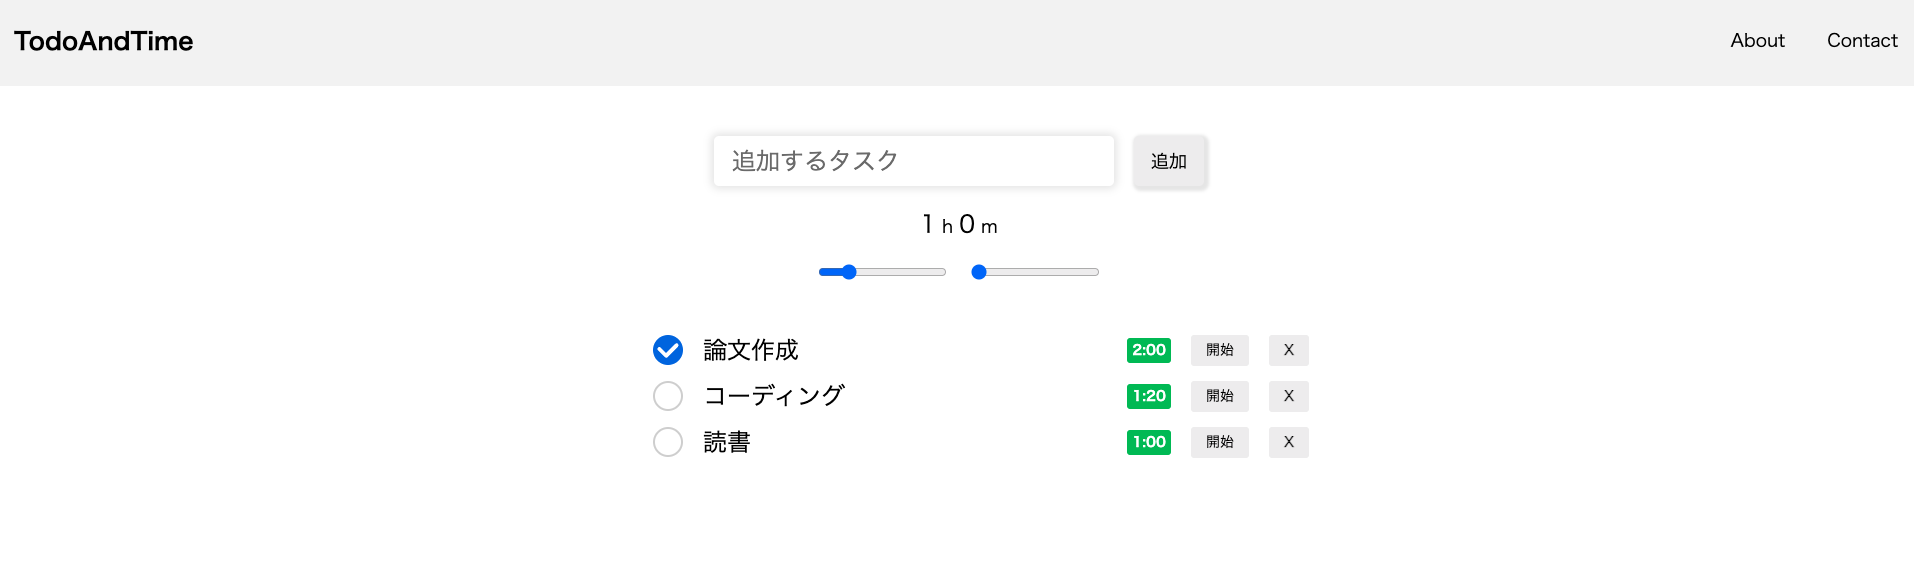 TodoAndTime About Contact
追加するタスク 追加
1 h 0 m
論文作成 2:00 開始 X
コーディング 1:20 開始 X
読書 1:00 開始 X